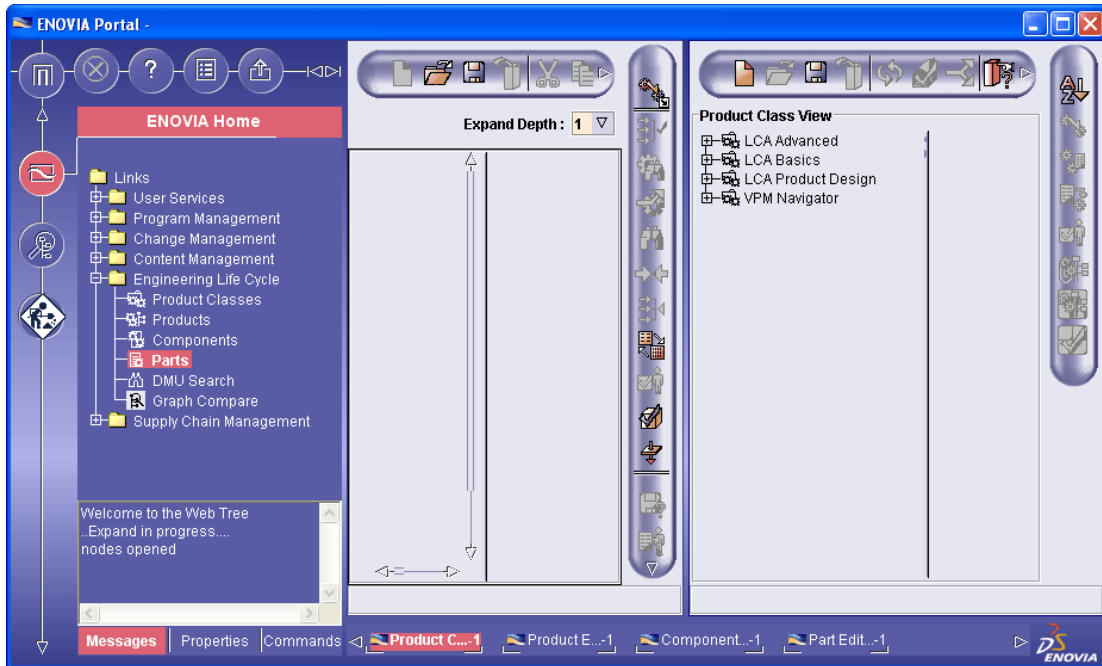 ENOVIA Portal -
?
ENOVIA Home
Links
User Services
Program Management
Change Management
Content Management
Engineering Life Cycle
Product Classes
Products
Components
Parts
DMU Search
Graph Compare
Supply Chain Management
Welcome to the Web Tree
..Expand in progress....
nodes opened
Messages
Properties
Commands
Expand Depth : 1
Product Class View
LCA Advanced
LCA Basics
LCA Product Design
VPM Navigator
A
Z
Product C...-1
Product E...-1
Component...-1
Part Edit...-1
DS
ENOVIA